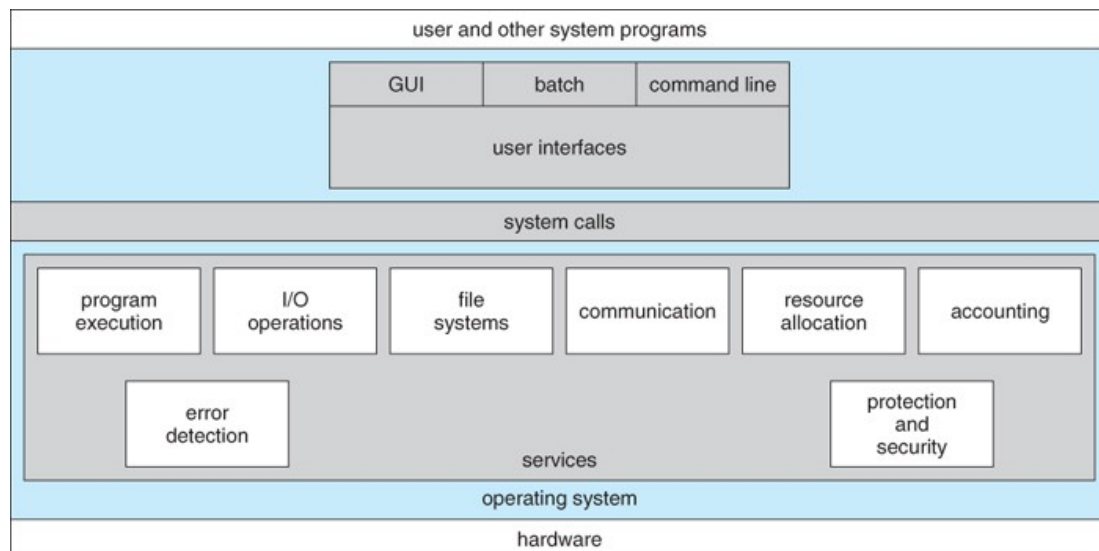 user and other system programs
GUI
batch
command line
user interfaces
system calls
program
execution
I/O
operations
file
systems
communication
resource
allocation
accounting
error
detection
protection
and
security
services
operating system
hardware